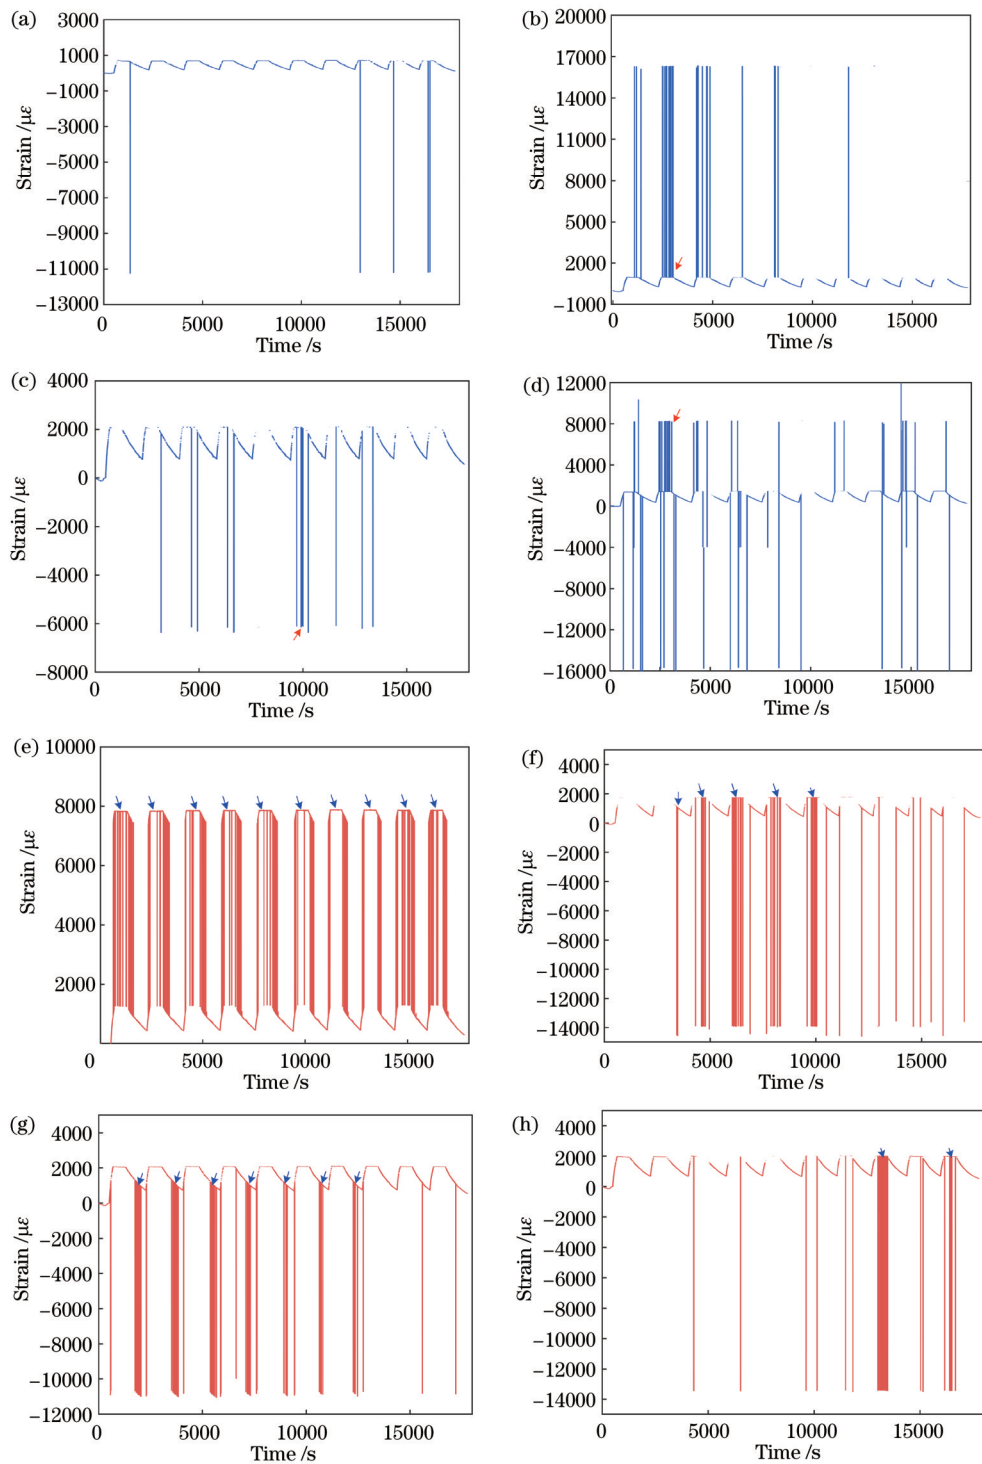 (a)
3000
1000
−1000
−3000
−5000
−7000
−9000
−11000
−13000
Strain /με
0 5000 10000 15000
Time /s
(b)
20000
17000
14000
11000
8000
5000
2000
−1000
Strain /με
0 5000 10000 15000
Time /s
(c)
4000
2000
0
−2000
−4000
−6000
−8000
Strain /με
0 5000 10000 15000
Time /s
(d)
12000
8000
4000
0
−4000
−8000
−12000
−16000
Strain /με
0 5000 10000 15000
Time /s
(e)
10000
8000
6000
4000
2000
Strain /με
0 5000 10000 15000
Time /s
(f)
4000
2000
0
−2000
−4000
−6000
−8000
−10000
−12000
−14000
Strain /με
0 5000 10000 15000
Time /s
(g)
4000
2000
0
−2000
−4000
−6000
−8000
−10000
−12000
Strain /με
0 5000 10000 15000
Time /s
(h)
4000
2000
0
−2000
−4000
−6000
−8000
−10000
−12000
−14000
Strain /με
0 5000 10000 15000
Time /s